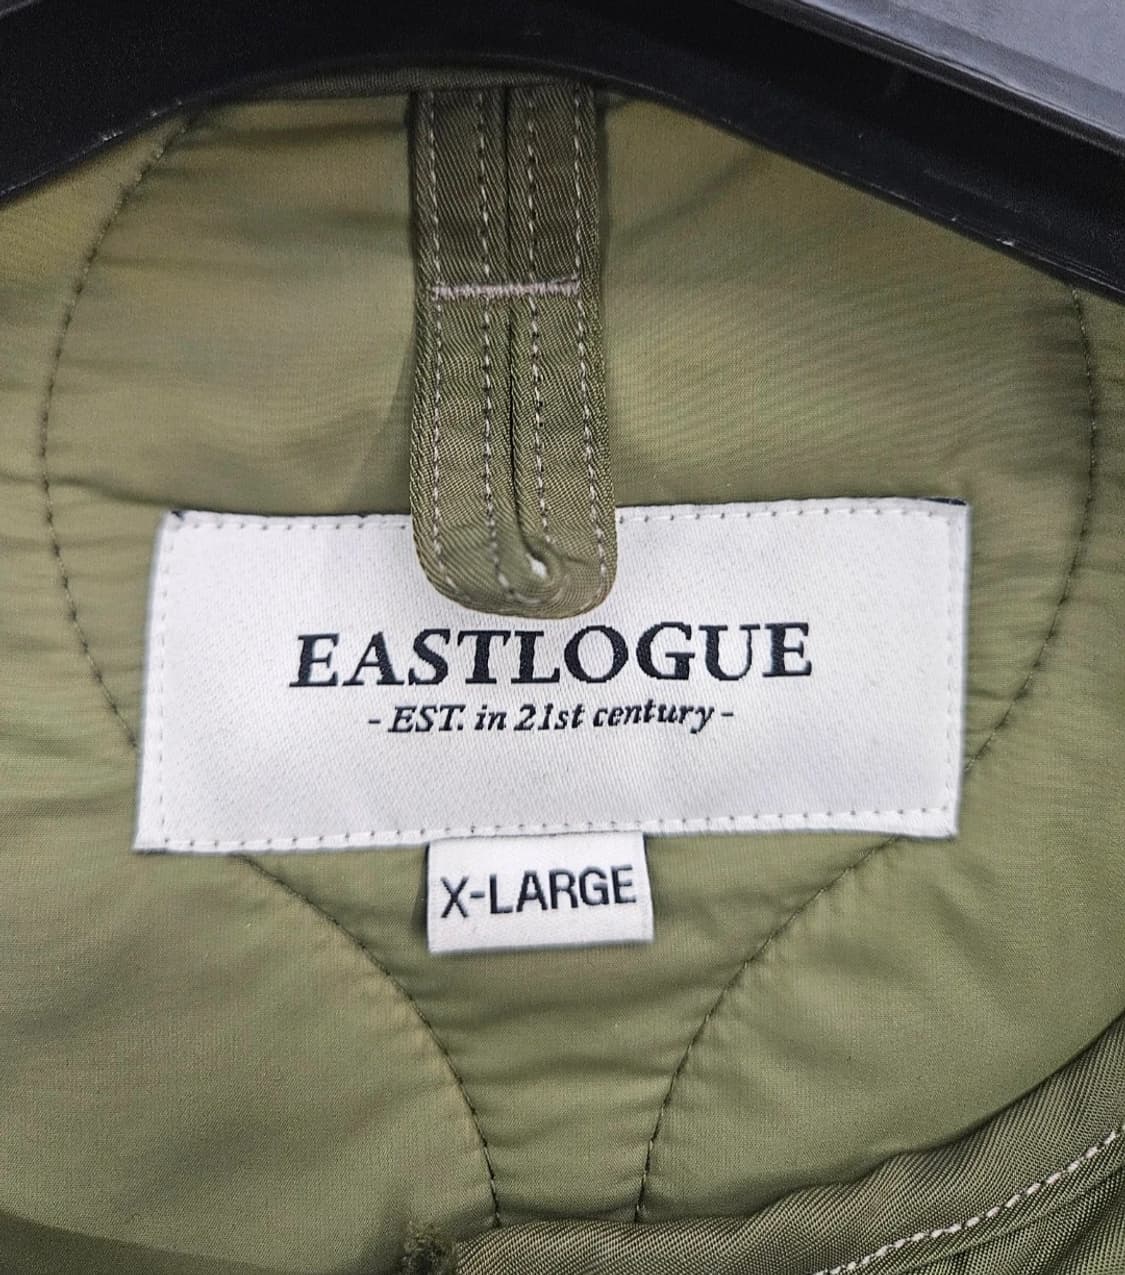 EASTLOGUE
- EST. in 21st century -
X-LARGE